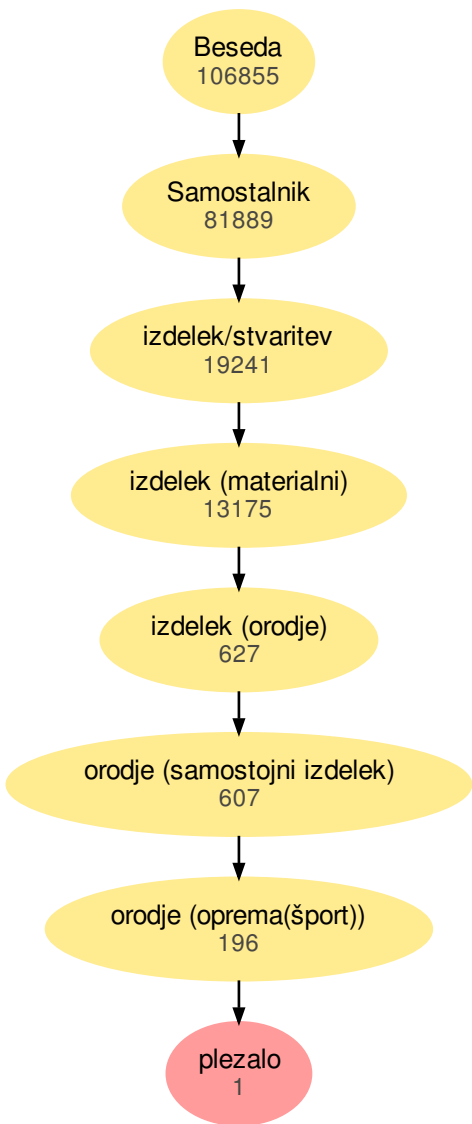 Beseda
106855
Samostalnik
81889
izdelek/stvaritev
19241
izdelek (materialni)
13175
izdelek (orodje)
627
orodje (samostojni izdelek)
607
orodje (oprema(šport))
196
plezalo
1